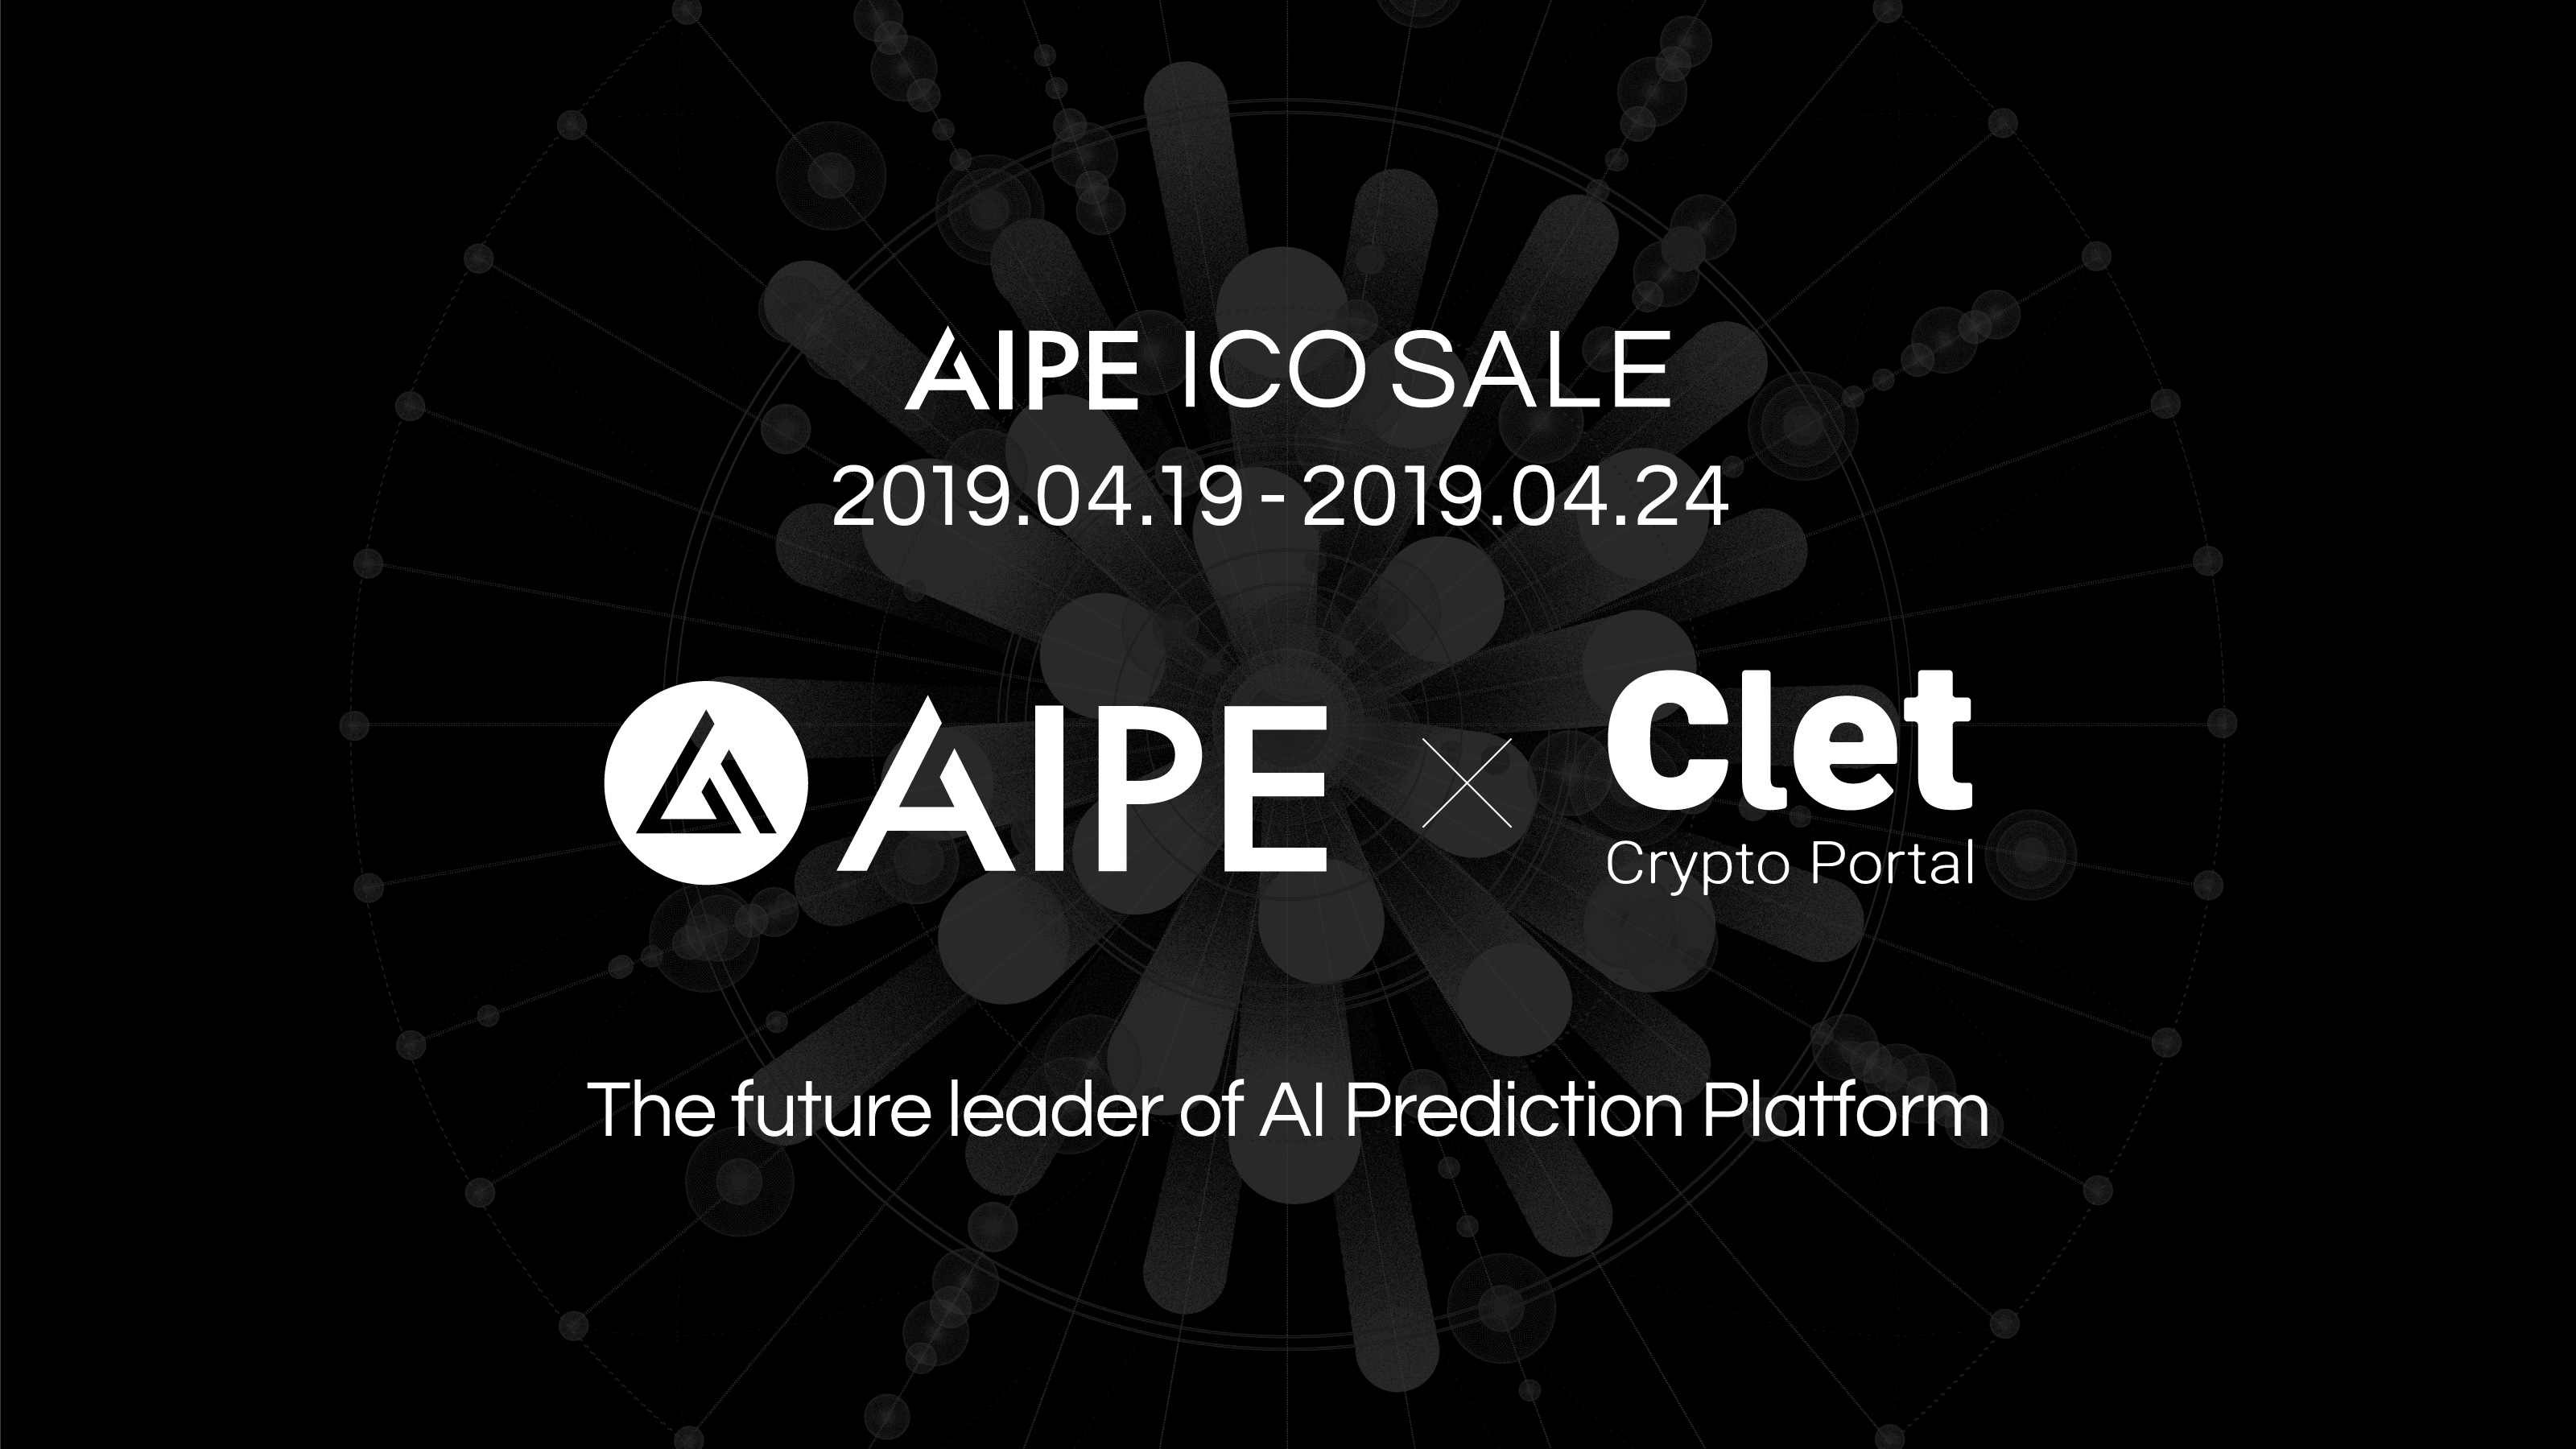 AIPE ICO SALE
2019.04.19 - 2019.04.24
AIPE × Clet
Crypto Portal
The future leader of AI Prediction Platform